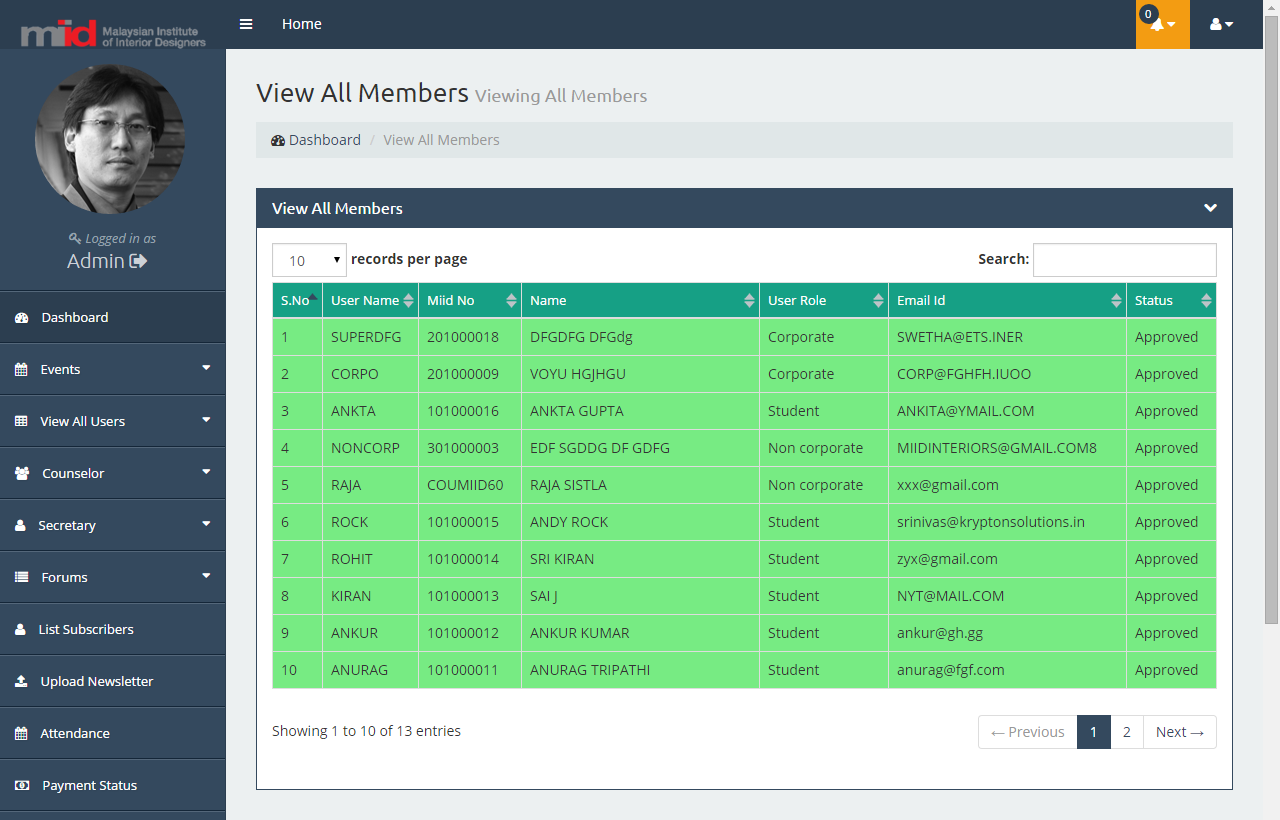 miid Malaysian Institute
of Interior Designers
Home
0
View All Members Viewing All Members
Dashboard / View All Members
Logged in as
Admin
Dashboard
Events
View All Users
Counselor
Secretary
Forums
List Subscribers
Upload Newsletter
Attendance
Payment Status
View All Members
10 records per page Search:
S.No User Name Miid No Name User Role Email Id Status
1 SUPERDFG 201000018 DFGDFG DFGdg Corporate SWETHA@ETS.INER Approved
2 CORPO 201000009 VOYU HGJHGU Corporate CORP@FGHFH.IUOO Approved
3 ANKTA 101000016 ANKTA GUPTA Student ANKITA@YMAIL.COM Approved
4 NONCORP 301000003 EDF SGDDG DF GDFG Non corporate MIIDINTERIORS@GMAIL.COM8 Approved
5 RAJA COUMIID60 RAJA SISTLA Non corporate xxx@gmail.com Approved
6 ROCK 101000015 ANDY ROCK Student srinivas@kryptonsolutions.in Approved
7 ROHIT 101000014 SRI KIRAN Student zyx@gmail.com Approved
8 KIRAN 101000013 SAI J Student NYT@MAIL.COM Approved
9 ANKUR 101000012 ANKUR KUMAR Student ankur@gh.gg Approved
10 ANURAG 101000011 ANURAG TRIPATHI Student anurag@fgf.com Approved
Showing 1 to 10 of 13 entries
← Previous 1 2 Next →